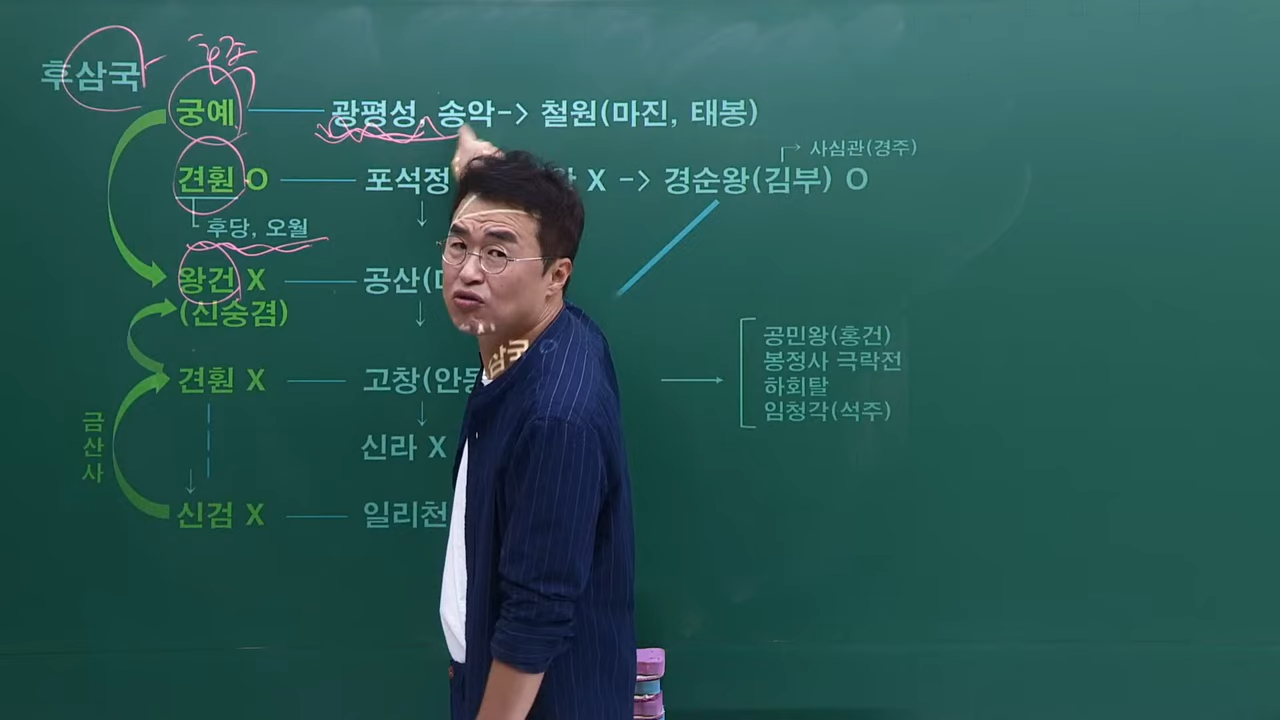 후삼국
궁예 광평성, 송악-> 철원(마진, 태봉)
사심관(경주)
견훤 O 포석정 X -> 경순왕(김부) O
후당, 오월
왕건 X 공산(
(신숭겸)
공민왕(홍건)
봉정사 극락전
하회탈
임청각(석주)
견훤 X 고창(안동
금산사
신라 X
신검 X 일리천